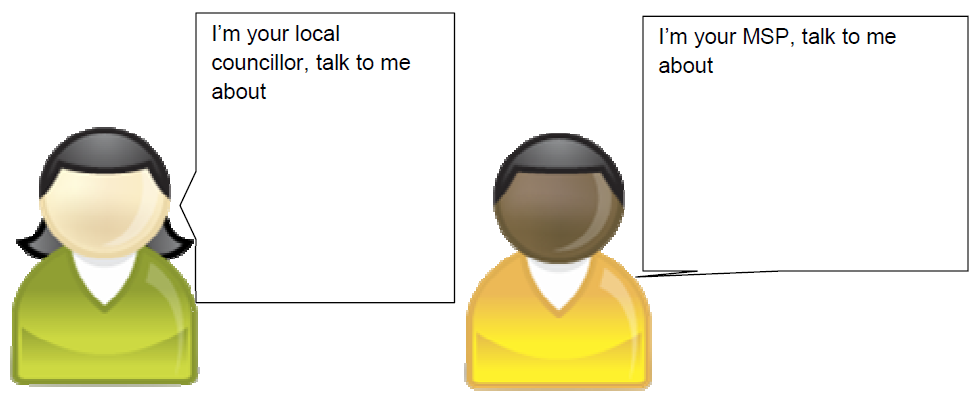 I'm your local
councillor, talk to me
about
I'm your MSP, talk to me
about